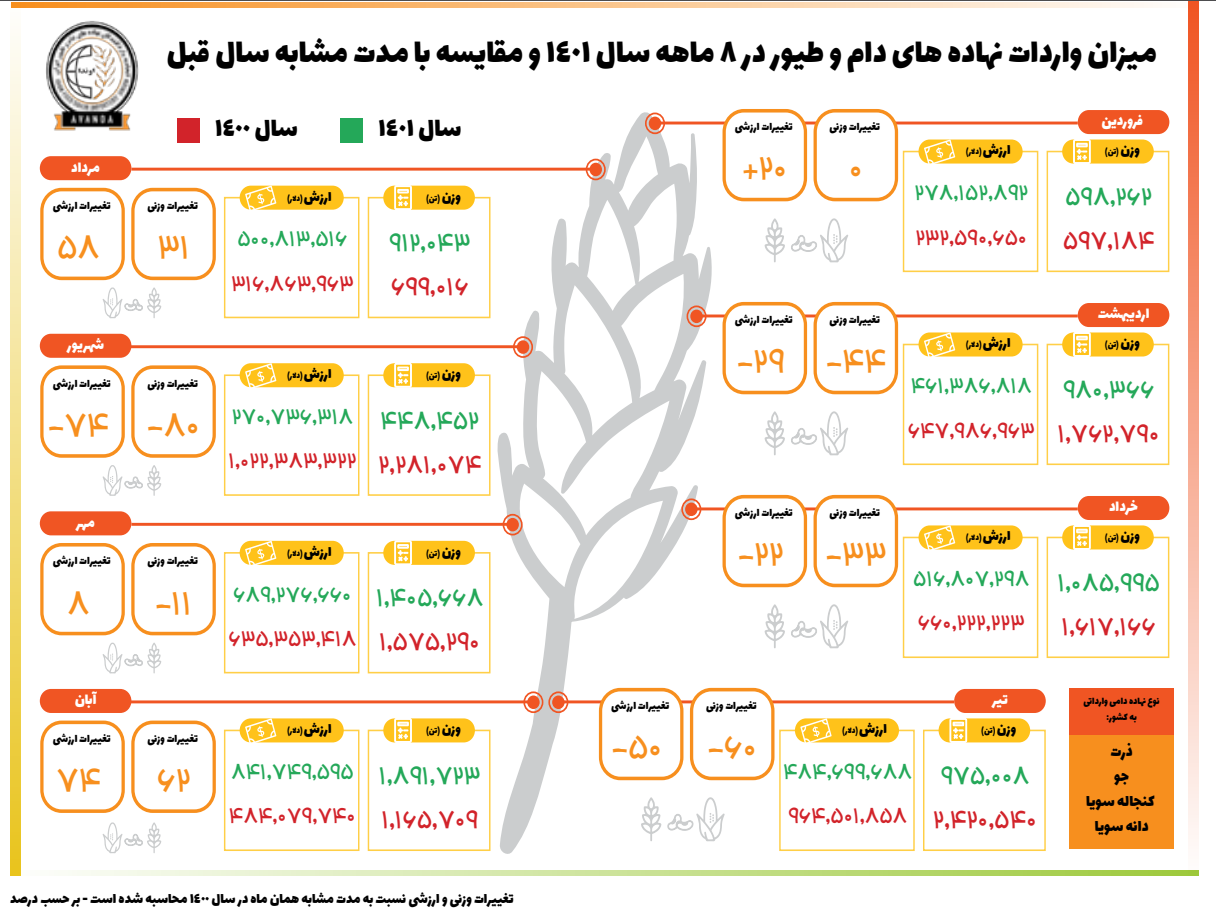 میزان واردات نهاده های دام و طیور در ۸ ماهه سال ۱۴۰۱ و مقایسه با مدت مشابه سال قبل
AVANDA
سال ۱۴۰۱
سال ۱۴۰۰
فروردین
وزن (تن)
۵۹۸,۲۶۲
۵۹۷,۱۸۴
ارزش (دلار)
۲۷۸,۱۵۲,۸۹۲
۲۳۲,۵۹۰,۶۵۰
تغییرات وزنی
۰
تغییرات ارزشی
+۲۰
اردیبهشت
وزن (تن)
۹۸۰,۳۶۶
۱,۷۶۲,۷۹۰
ارزش (دلار)
۴۶۱,۳۸۶,۸۱۸
۶۴۷,۹۸۶,۹۶۳
تغییرات وزنی
-۴۴
تغییرات ارزشی
-۲۹
خرداد
وزن (تن)
۱,۰۸۵,۹۹۵
۱,۶۱۷,۱۶۶
ارزش (دلار)
۵۱۶,۸۰۷,۲۹۸
۶۶۰,۲۲۲,۲۲۳
تغییرات وزنی
-۳۳
تغییرات ارزشی
-۲۲
تیر
وزن (تن)
۹۷۵,۰۰۸
۲,۴۲۰,۵۴۰
ارزش (دلار)
۴۸۴,۶۹۹,۶۸۸
۹۶۴,۵۰۱,۸۵۸
تغییرات وزنی
-۶۰
تغییرات ارزشی
-۵۰
مرداد
وزن (تن)
۹۱۲,۰۴۳
۶۹۹,۰۱۶
ارزش (دلار)
۵۰۰,۸۱۳,۵۱۶
۳۱۶,۸۶۳,۹۶۳
تغییرات وزنی
۳۱
تغییرات ارزشی
۵۸
شهریور
وزن (تن)
۴۴۸,۴۵۲
۲,۲۸۱,۰۷۴
ارزش (دلار)
۲۷۰,۷۳۶,۳۱۸
۱,۰۲۲,۳۸۳,۳۲۲
تغییرات وزنی
-۸۰
تغییرات ارزشی
-۷۴
مهر
وزن (تن)
۱,۴۰۵,۶۶۸
۱,۵۷۵,۲۹۰
ارزش (دلار)
۶۸۹,۲۷۶,۶۶۰
۶۳۵,۳۵۳,۴۱۸
تغییرات وزنی
-۱۱
تغییرات ارزشی
۸
آبان
وزن (تن)
۱,۸۹۱,۷۲۳
۱,۱۶۵,۷۰۹
ارزش (دلار)
۸۴۱,۷۴۹,۵۹۵
۴۸۴,۰۷۹,۷۴۰
تغییرات وزنی
۶۲
تغییرات ارزشی
۷۴
نوع نهاده دامی وارداتی
به کشور:
ذرت
جو
کنجاله سویا
دانه سویا
تغییرات وزنی و ارزشی نسبت به مدت مشابه همان ماه در سال ۱۴۰۰ محاسبه شده است - بر حسب درصد